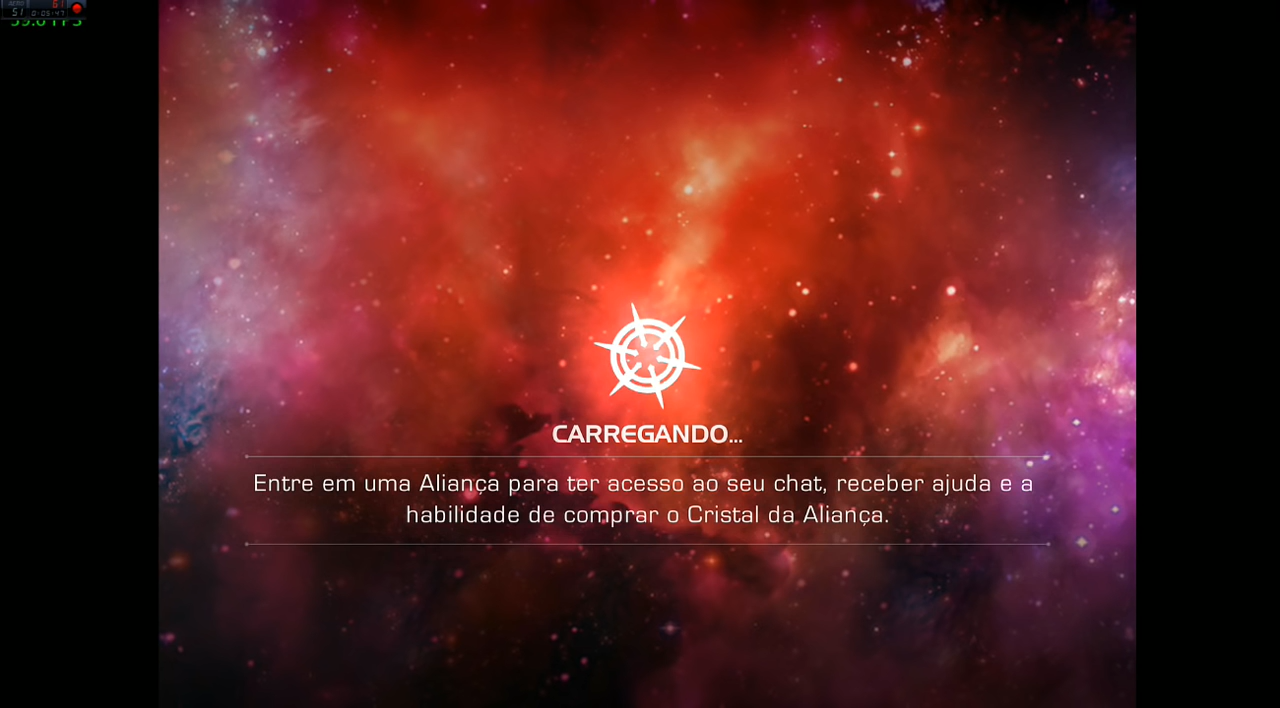 CARREGANDO...
Entre em uma Aliança para ter acesso ao seu chat, receber ajuda e a
habilidade de comprar o Cristal da Aliança.